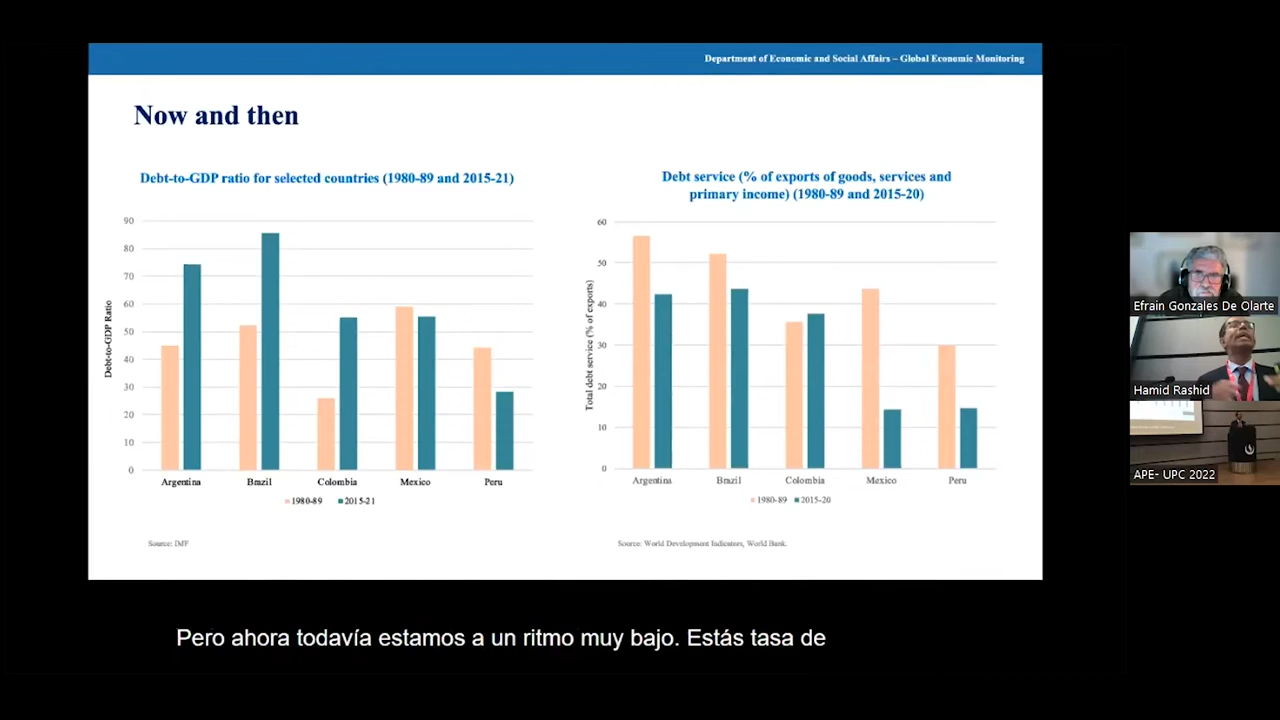 Department of Economic and Social Affairs – Global Economic Monitoring
Now and then
Debt-to-GDP ratio for selected countries (1980-89 and 2015-21)
90
80
70
60
50
40
30
20
10
0
Debt-to-GDP Ratio
Argentina Brazil Colombia Mexico Peru
1980-89 2015-21
Source: IMF
Debt service (% of exports of goods, services and
primary income) (1980-89 and 2015-20)
60
50
40
30
20
10
0
Total debt service (% of exports)
Argentina Brazil Colombia Mexico Peru
1980-89 2015-20
Source: World Development Indicators, World Bank.
Efrain Gonzales De Olarte
Hamid Rashid
APE- UPC 2022
Pero ahora todavía estamos a un ritmo muy bajo. Estás tasa de